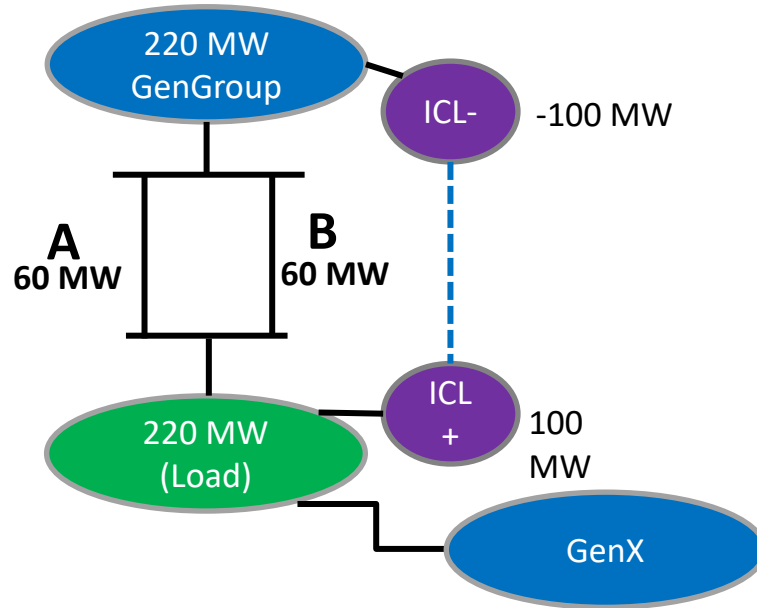 220 MW
GenGroup
ICL-
-100 MW
A
60 MW
B
60 MW
220 MW
(Load)
ICL
+
100
MW
GenX